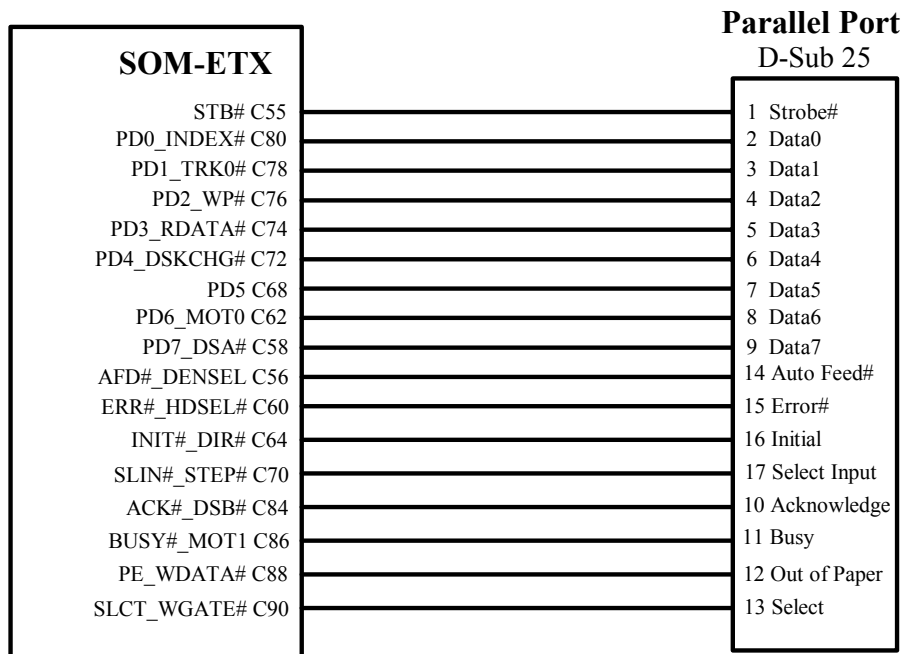 Parallel Port
D-Sub 25
SOM-ETX
STB# C55
PD0_INDEX# C80
PD1_TRK0# C78
PD2_WP# C76
PD3_RDATA# C74
PD4_DSKCHG# C72
PD5 C68
PD6_MOT0 C62
PD7_DSA# C58
AFD#_DENSEL C56
ERR#_HDSEL# C60
INIT#_DIR# C64
SLIN#_STEP# C70
ACK#_DSB# C84
BUSY#_MOT1 C86
PE_WDATA# C88
SLCT_WGATE# C90
1 Strobe#
2 Data0
3 Data1
4 Data2
5 Data3
6 Data4
7 Data5
8 Data6
9 Data7
14 Auto Feed#
15 Error#
16 Initial
17 Select Input
10 Acknowledge
11 Busy
12 Out of Paper
13 Select